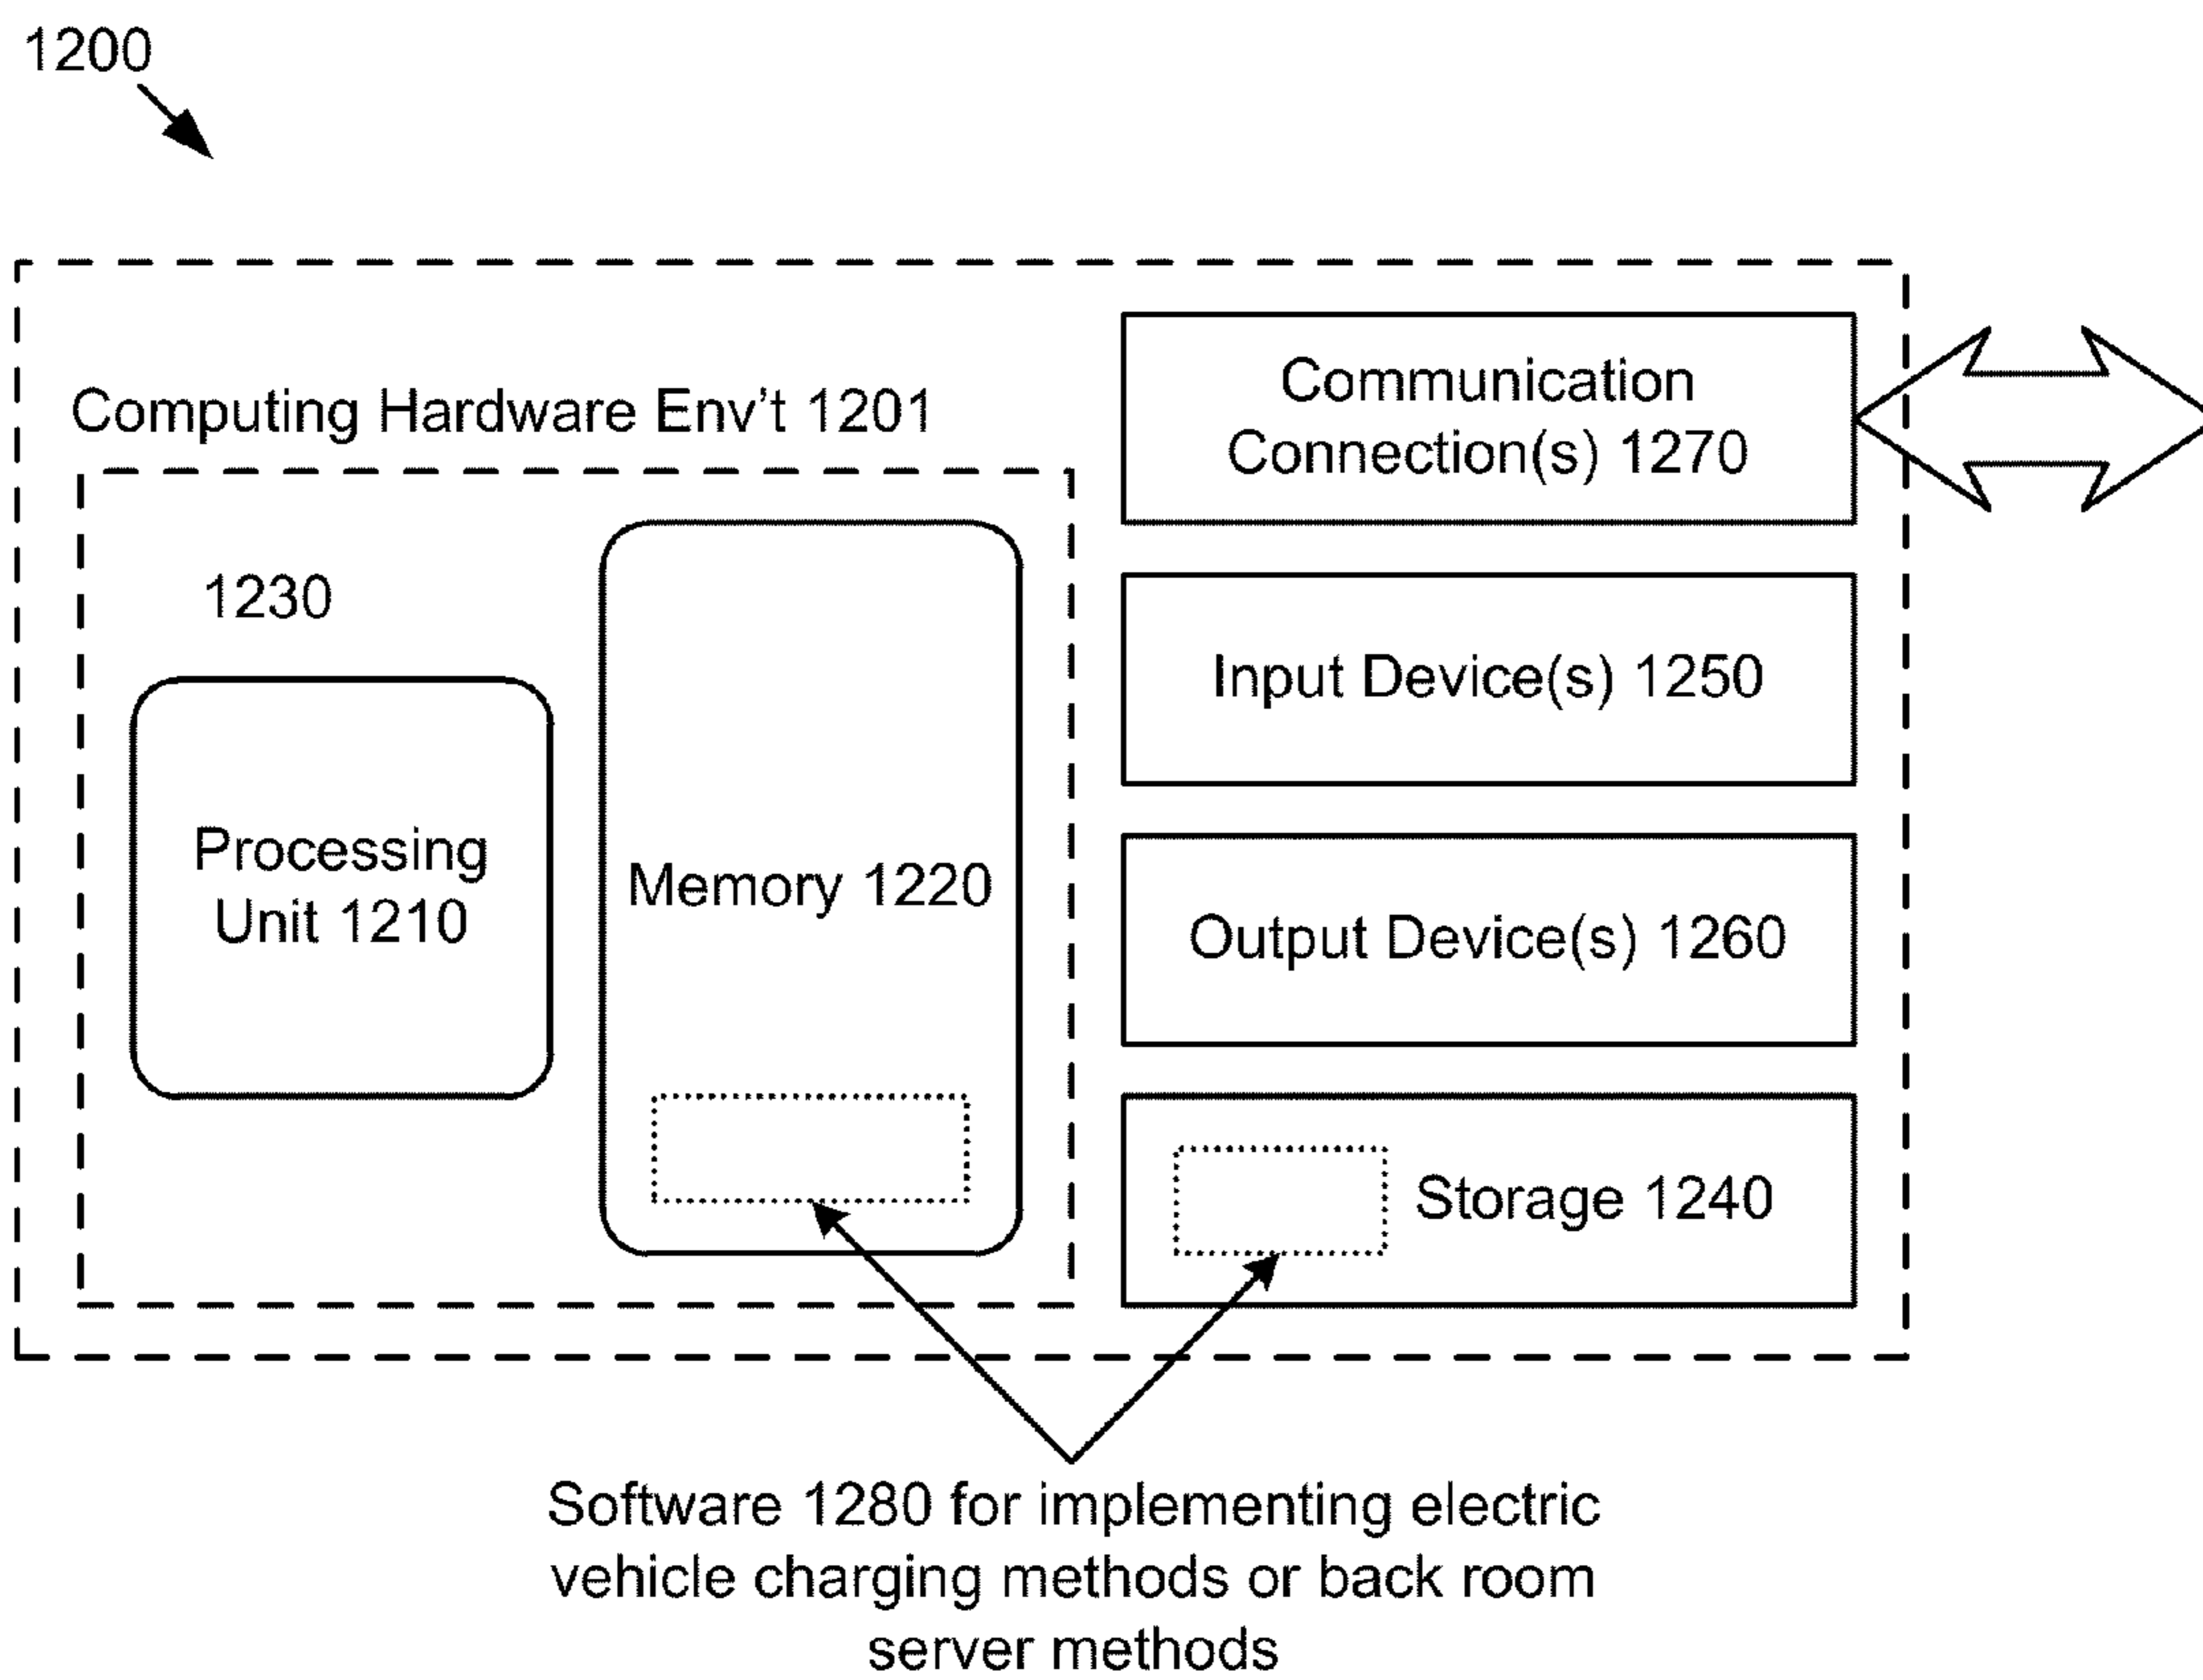 1200
Computing Hardware Env't 1201
1230
Processing
Unit 1210
Memory 1220
Communication
Connection(s) 1270
Input Device(s) 1250
Output Device(s) 1260
Storage 1240
Software 1280 for implementing electric
vehicle charging methods or back room
server methods